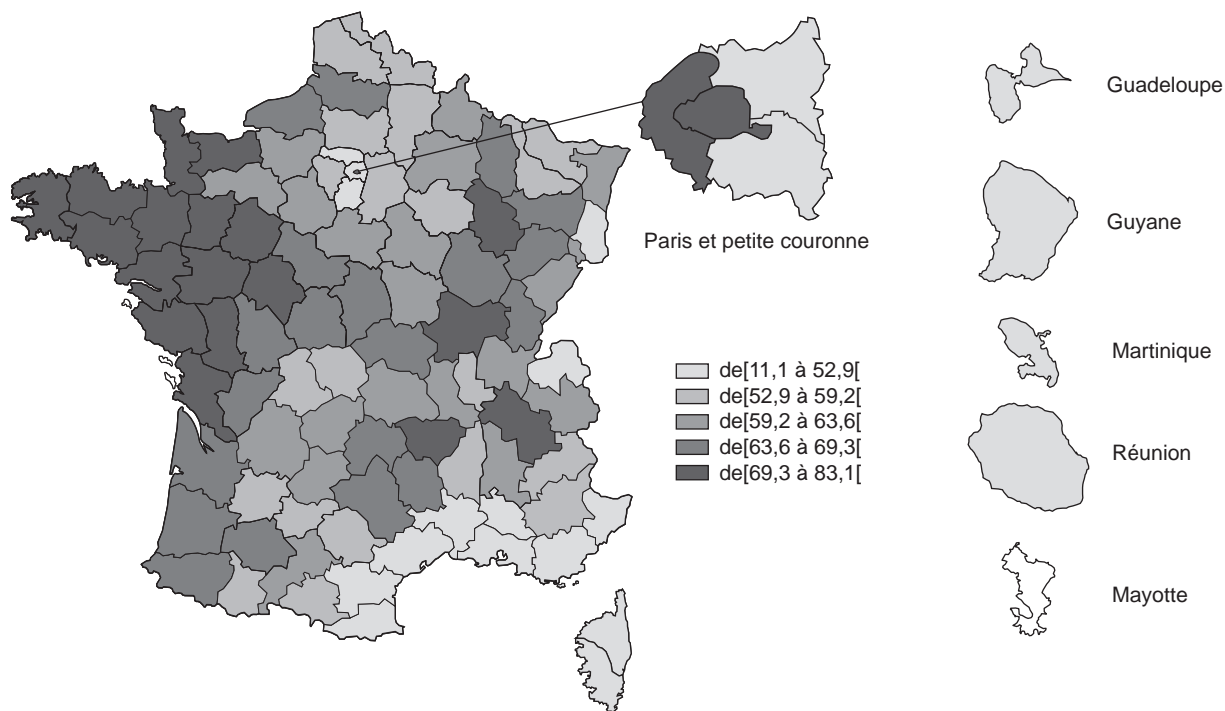 Guadeloupe
Guyane
Paris et petite couronne
Martinique
de[11,1 à 52,9[
de[52,9 à 59,2[
de[59,2 à 63,6[
de[63,6 à 69,3[
de[69,3 à 83,1[
Réunion
Mayotte